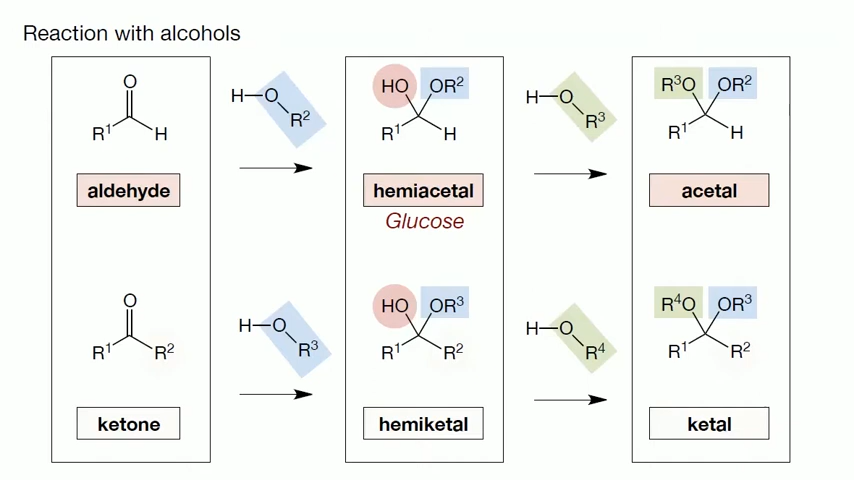 Reaction with alcohols
O
R¹ H
aldehyde
H O
R²
HO OR²
R¹ H
hemiacetal
Glucose
H O
R³
R³O OR²
R¹ H
acetal
O
R¹ R²
ketone
H O
R³
HO OR³
R¹ R²
hemiketal
H O
R⁴
R⁴O OR³
R¹ R²
ketal